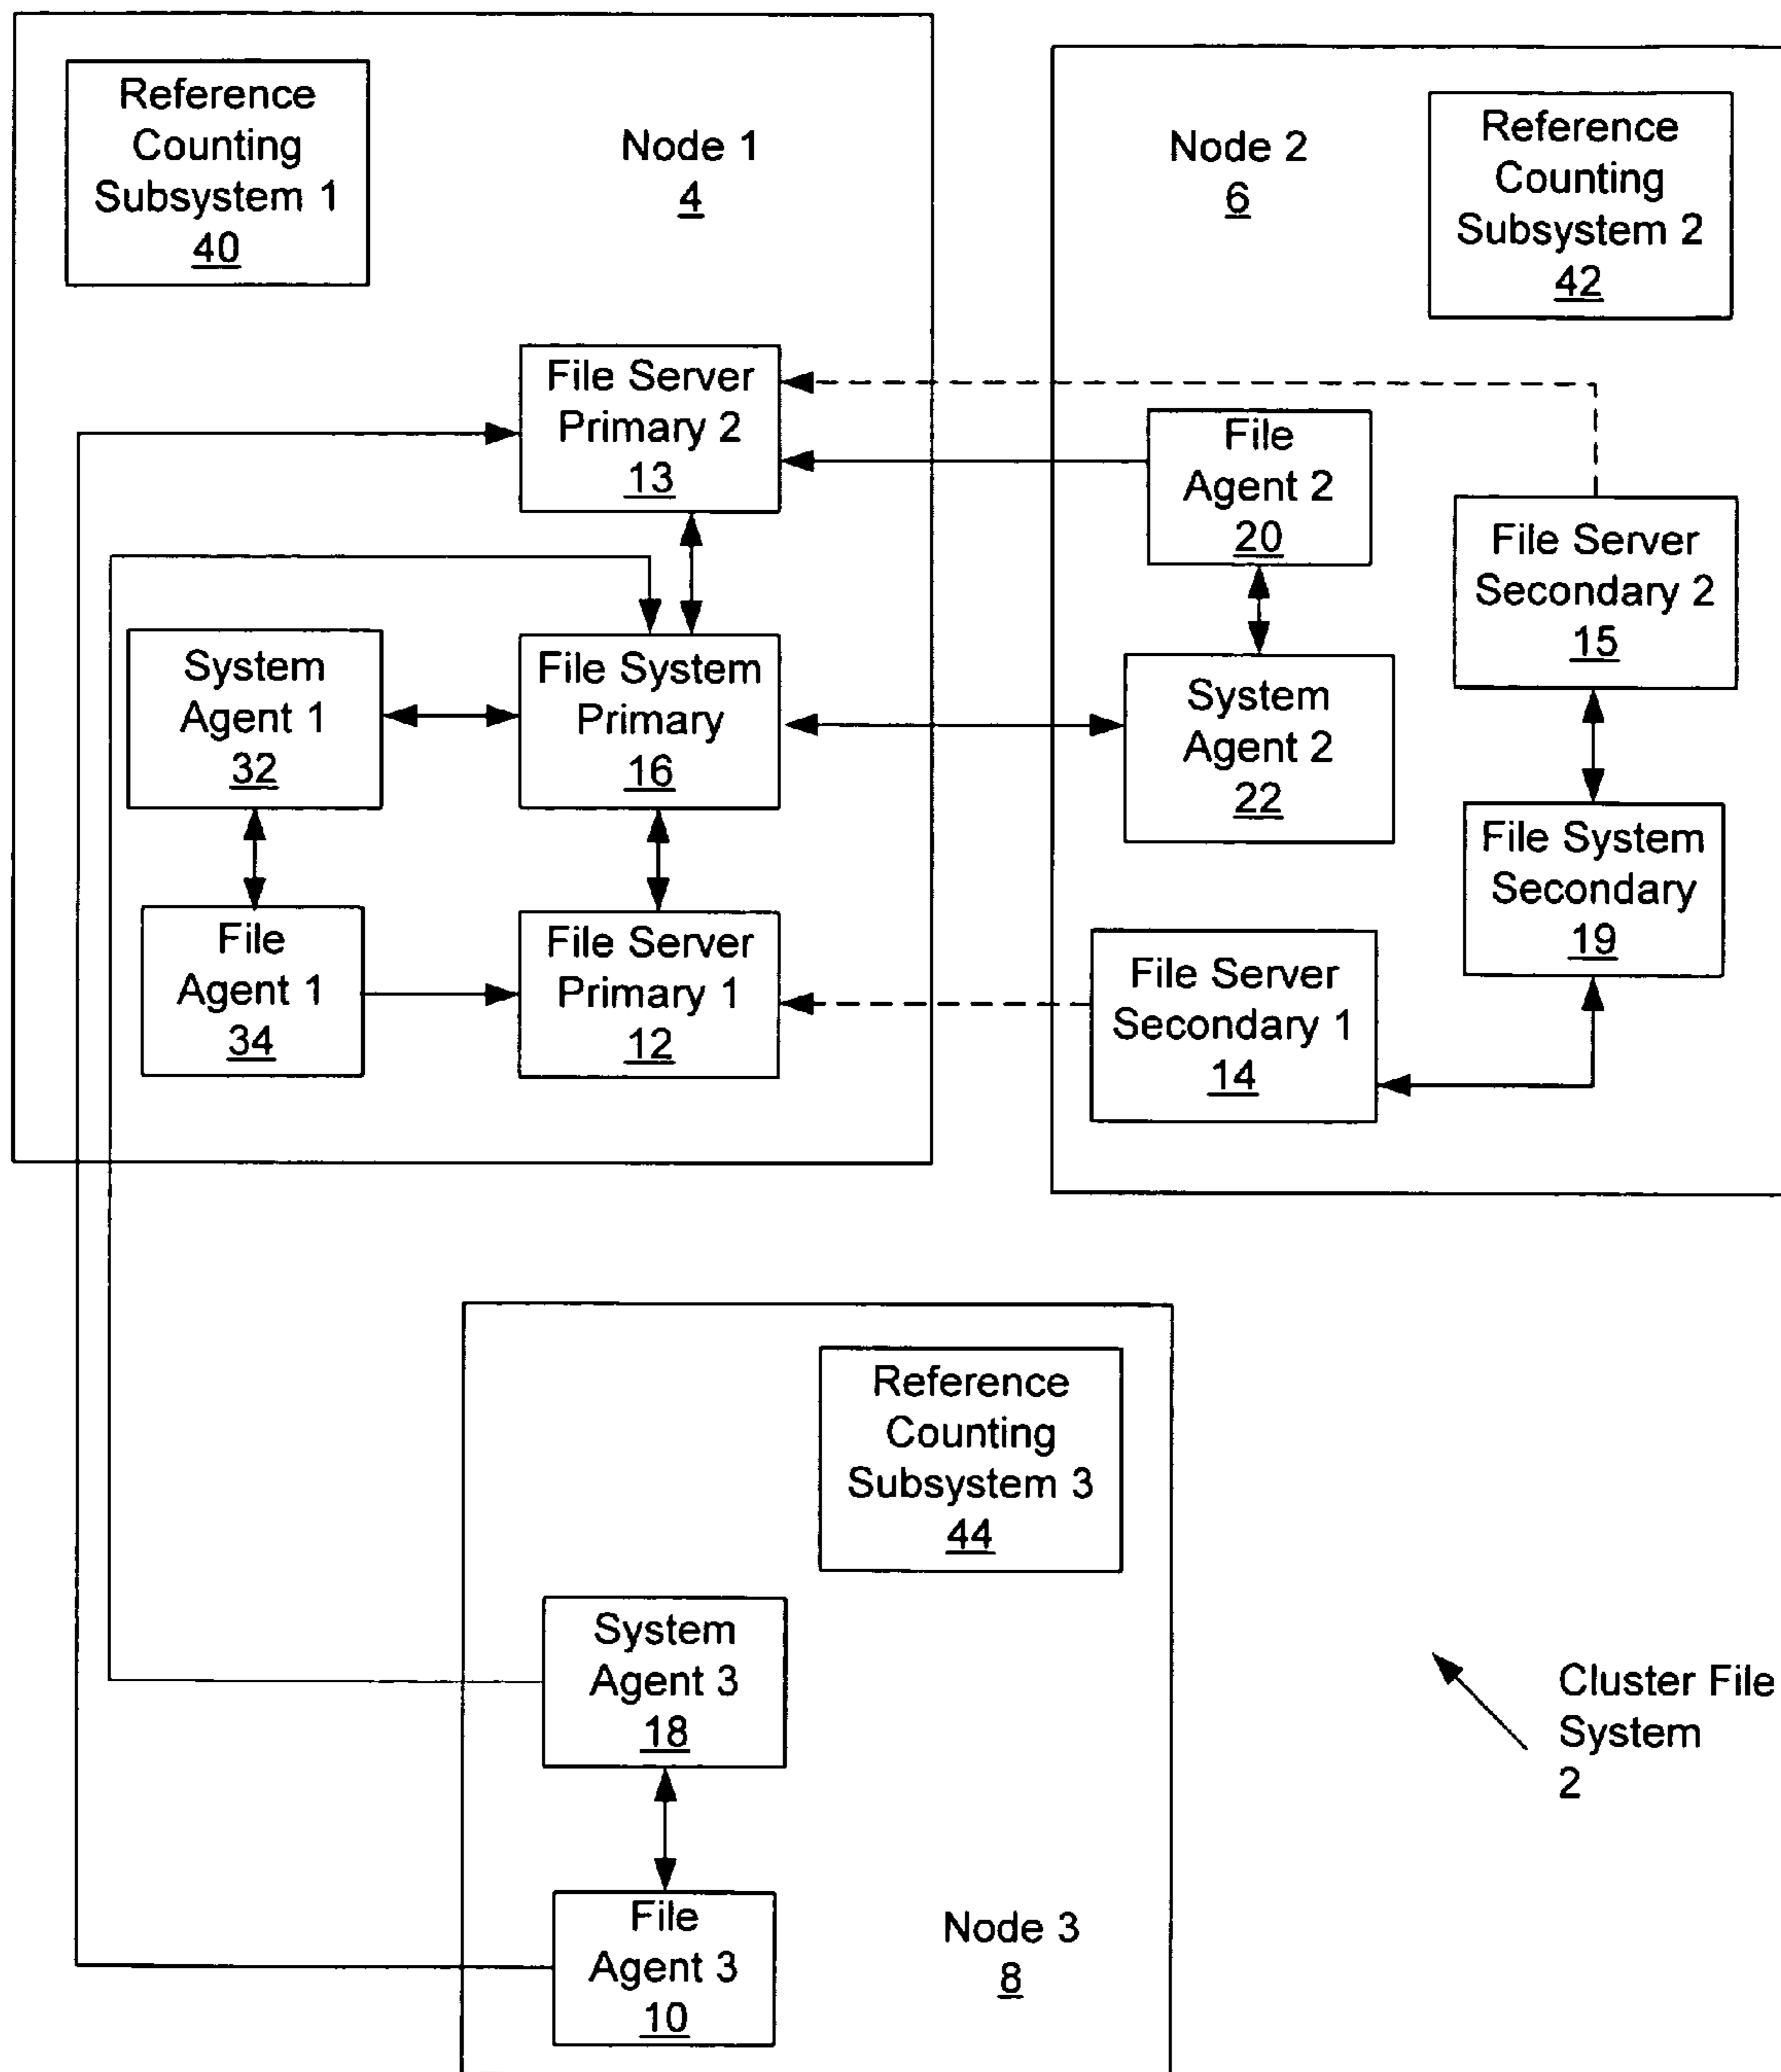 Reference
Counting
Subsystem 1
40
Node 1
4
Node 2
6
Reference
Counting
Subsystem 2
42
File Server
Primary 2
13
File
Agent 2
20
File Server
Secondary 2
15
System
Agent 1
32
File System
Primary
16
System
Agent 2
22
File System
Secondary
19
File
Agent 1
34
File Server
Primary 1
12
File Server
Secondary 1
14
Reference
Counting
Subsystem 3
44
System
Agent 3
18
Cluster File
System
2
File
Agent 3
10
Node 3
8